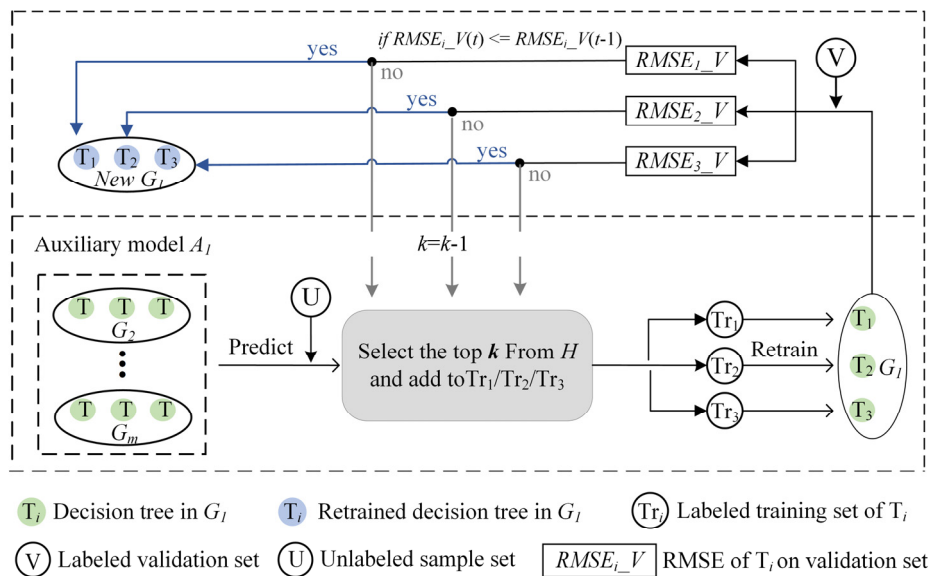 if RMSEi_V(t) <= RMSEi_V(t-1)
yes
no
RMSE1_V
V
yes
no
RMSE2_V
yes
no
RMSE3_V
T1 T2 T3
New G1
Auxiliary model A1
k=k-1
T T T
G2
U
Predict
Select the top k From H
and add toTr1/Tr2/Tr3
Tr1
Tr2
Tr3
Retrain
T1
T2 G1
T3
T T T
Gm
Ti Decision tree in G1
Ti Retrained decision tree in G1
Tri Labeled training set of Ti
V Labeled validation set
U Unlabeled sample set
RMSEi_V RMSE of Ti on validation set